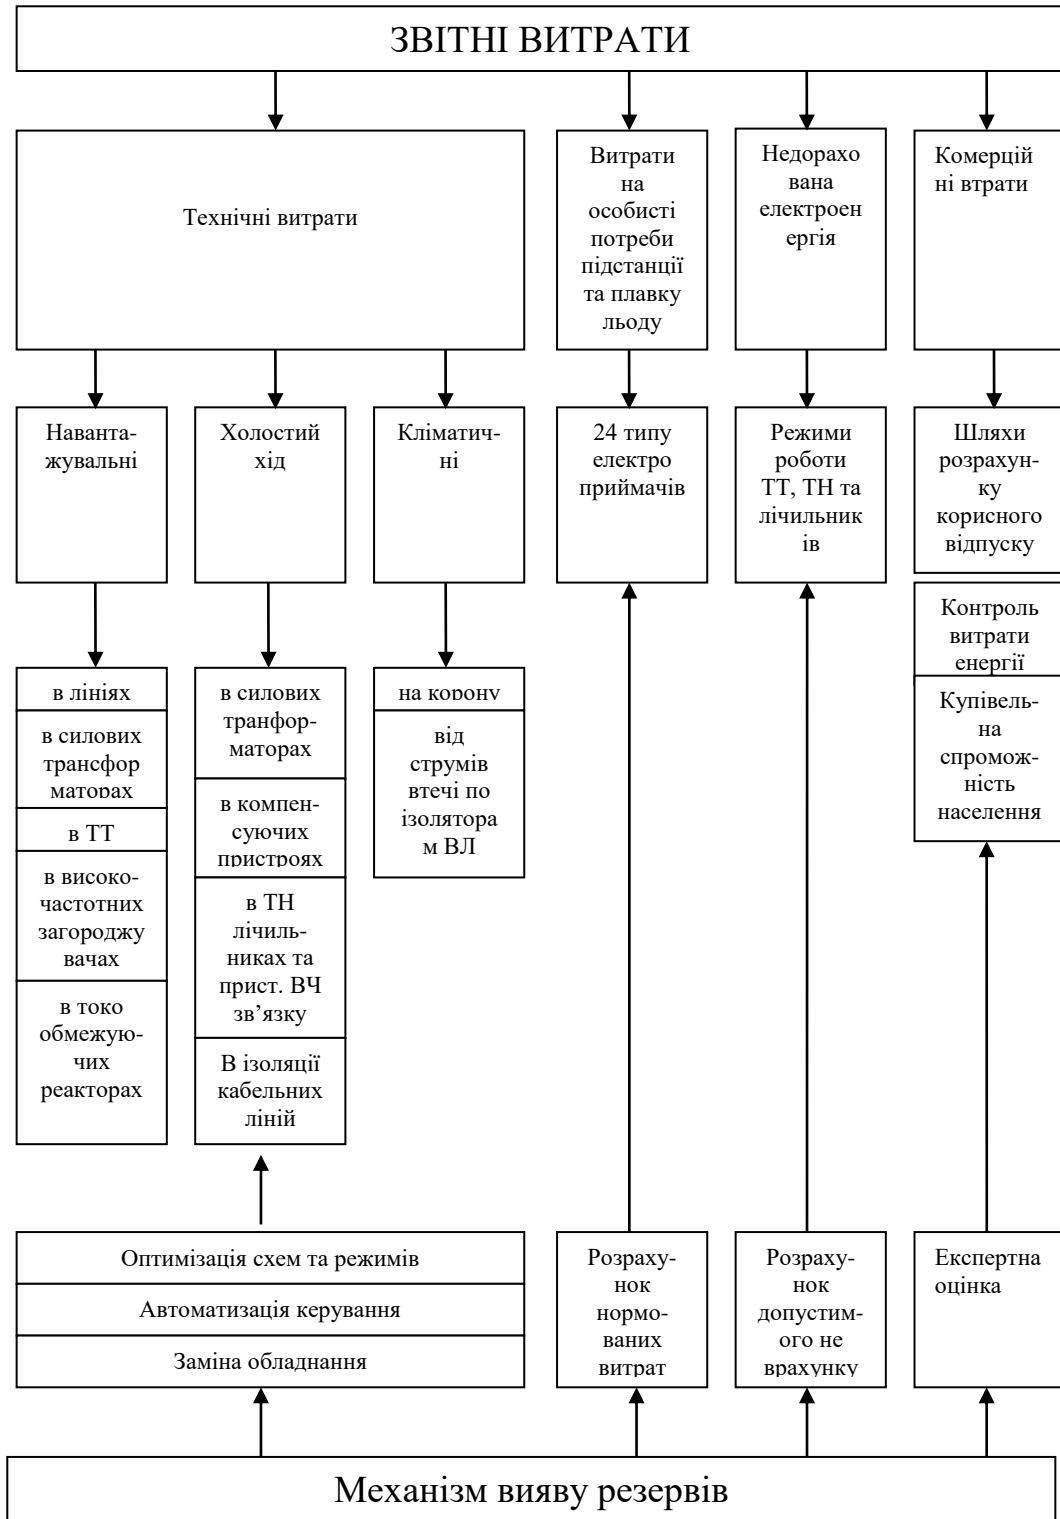 ЗВІТНІ ВИТРАТИ
Технічні витрати
Витрати
на
особисті
потреби
підстанції
та плавку
льоду
Недорахо
вана
електроен
ергія
Комерцій
ні втрати
Наванта-
жувальні
Холостий
хід
Кліматич-
ні
24 типу
електро
приймачів
Режими
роботи
ТТ, ТН та
лічильник
ів
Шляхи
розрахун-
ку
корисного
відпуску
Контроль
витрати
енергії
Купівель-
на
спромож-
ність
населення
в лініях
в силових
трансфор
маторах
в ТТ
в високо-
частотних
загороджу
вачах
в токо
обмежую-
чих
реакторах
в силових
транфор-
маторах
в компен-
суючих
пристроях
в ТН
лічиль-
никах та
прист. ВЧ
зв’язку
В ізоляції
кабельних
ліній
на корону
від
струмів
втечі по
ізолятора
м ВЛ
Оптимізація схем та режимів
Автоматизація керування
Заміна обладнання
Розраху-
нок
нормо-
ваних
витрат
Розраху-
нок
допустим-
ого не
врахунку
Експертна
оцінка
Механізм вияву резервів